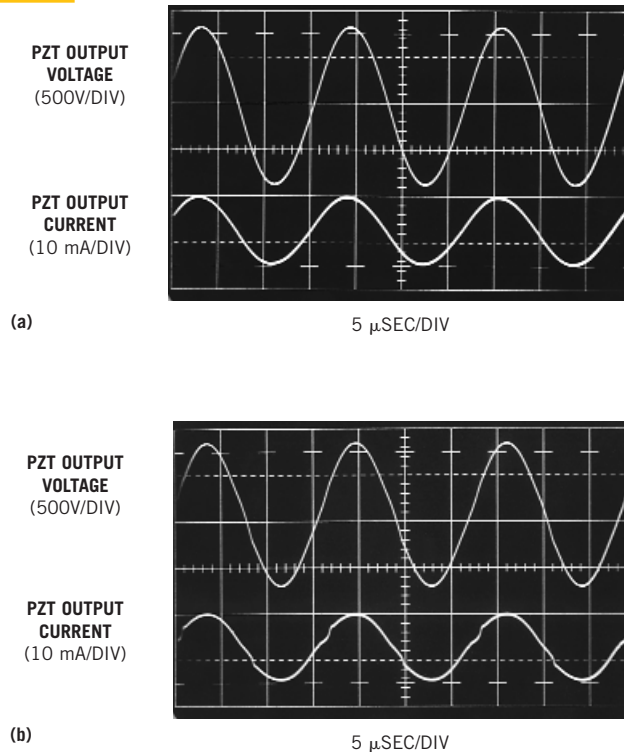 PZT OUTPUT
VOLTAGE
(500V/DIV)
PZT OUTPUT
CURRENT
(10 mA/DIV)
(a)
5 μSEC/DIV
PZT OUTPUT
VOLTAGE
(500V/DIV)
PZT OUTPUT
CURRENT
(10 mA/DIV)
(b)
5 μSEC/DIV